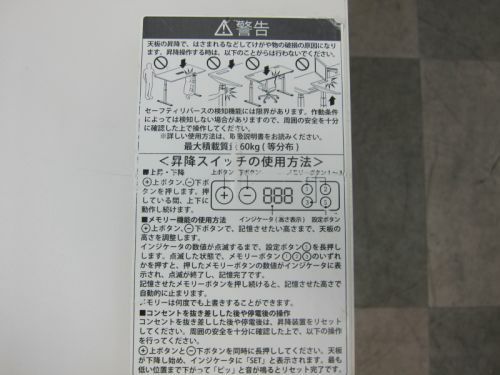 警告
天板の昇降で、はさまれるなどしてけがや物の破損の原因になり
ます。昇降操作する時は、以下のことがらは行わないでください。
セーフティリバースの検知機能には限界があります。作動条件
によっては検知しない場合がありますので、周囲の安全を十分
に確認した上で操作してください。
※詳しい使用方法は、取扱説明書をお読みください。
最大積載質量:60kg(等分布)
<昇降スイッチの使用方法>
■上昇・下降
上ボタン 下ボタン メモリーボタン1~3
⊕上ボタン、⊖下ボ
タンを押します。押
している間、上下に
動作し続けます。
+ − 888 ① ② ③ S
インジケータ(高さ表示) 設定ボタン
■メモリー機能の使用方法
⊕上ボタン、⊖下ボタンで、記憶させたい高さまで、天板の
高さを調整します。
インジケータの数値が点滅するまで、設定ボタンⓈを長押し
します。点滅した状態で、メモリーボタン①②③のいずれ
かを押すと、押したメモリーボタンの数値がインジケータに表
示され、点滅が終了し、記憶完了です。
記憶させたメモリーボタンを押し続けると、記憶させた高さで
自動的に止まります。
メモリーは何度でも上書きすることができます。
■コンセントを抜き差しした後や停電後の操作
コンセントを抜き差しした後や停電後は、昇降装置をリセット
してください。周囲の安全を十分に確認した上で、以下の操作
を行ってください。
⊕上ボタンと⊖下ボタンを同時に長押ししてください。天板
が下降し始め、インジケータに「SET」と表示されます。最も
低い位置まで下がって「ピッ」と音が鳴るとリセット完了です。